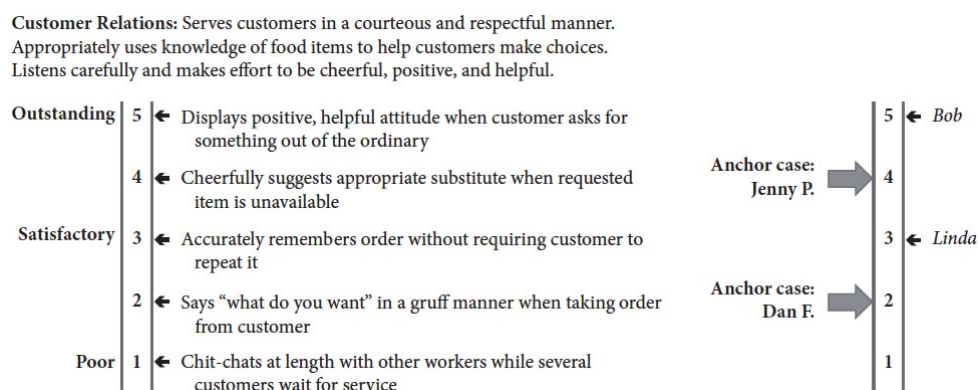 Customer Relations: Serves customers in a courteous and respectful manner.
Appropriately uses knowledge of food items to help customers make choices.
Listens carefully and makes effort to be cheerful, positive, and helpful.
Outstanding 5 Displays positive, helpful attitude when customer asks for
something out of the ordinary
4 Cheerfully suggests appropriate substitute when requested
item is unavailable
Satisfactory 3 Accurately remembers order without requiring customer to
repeat it
2 Says “what do you want” in a gruff manner when taking order
from customer
Poor 1 Chit-chats at length with other workers while several
customers wait for service
5 Bob
Anchor case:
Jenny P.
4
3 Linda
Anchor case:
Dan F.
2
1